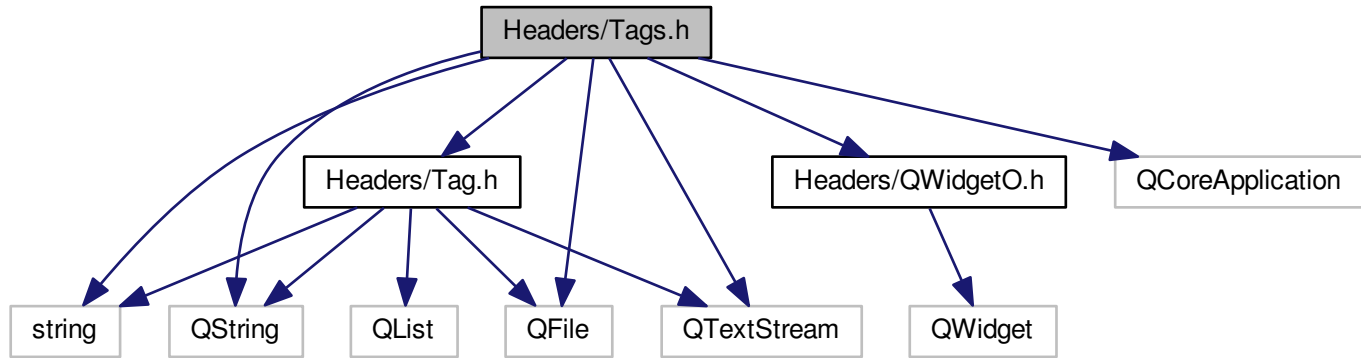 Headers/Tags.h
Headers/Tag.h
Headers/QWidgetO.h
QCoreApplication
string
QString
QList
QFile
QTextStream
QWidget